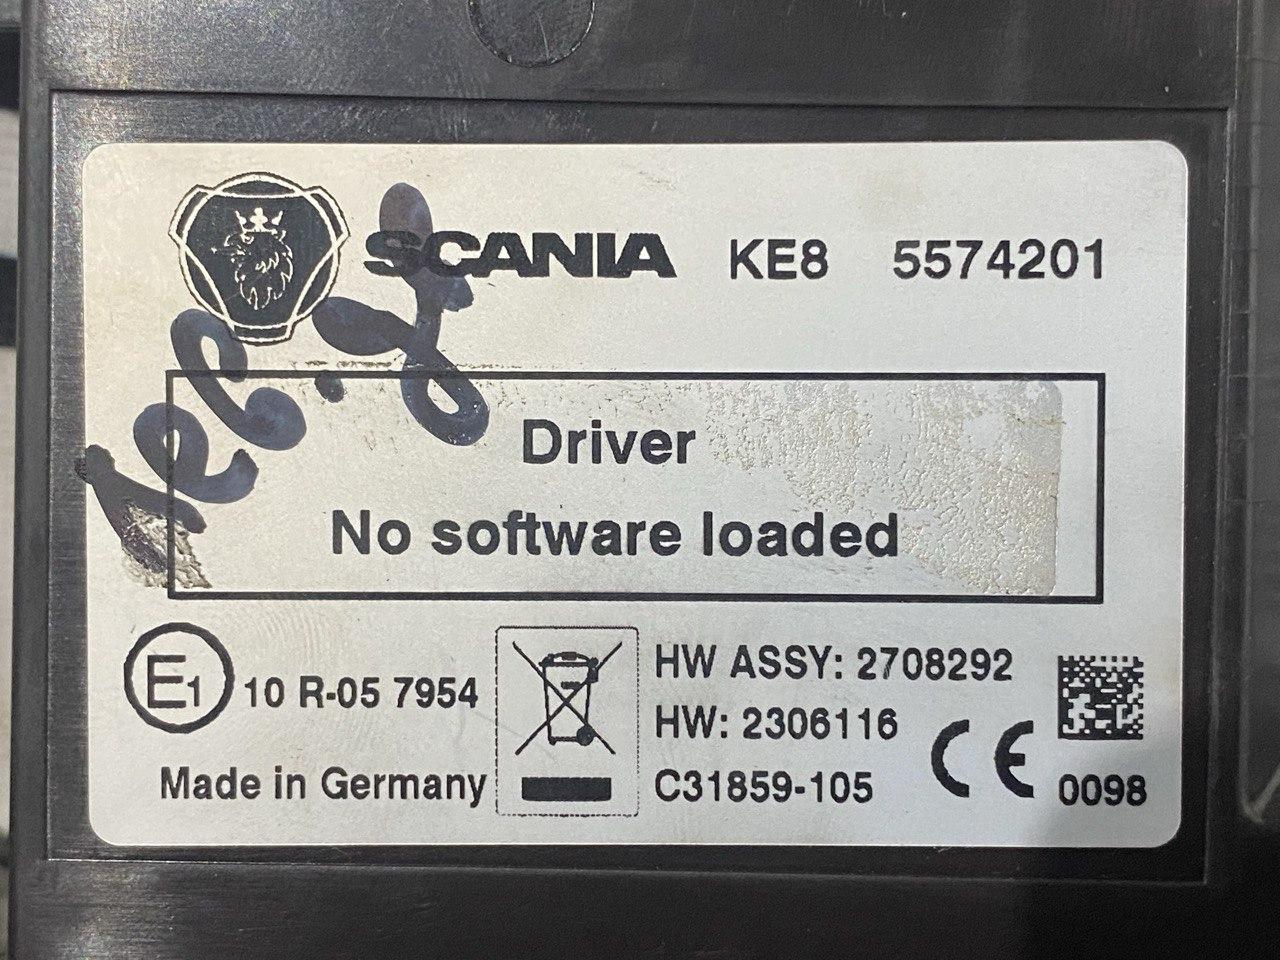 SCANIA KE8 5574201
Driver
No software loaded
E1 10 R-05 7954
HW ASSY: 2708292
HW: 2306116
Made in Germany
C31859-105
CE 0098